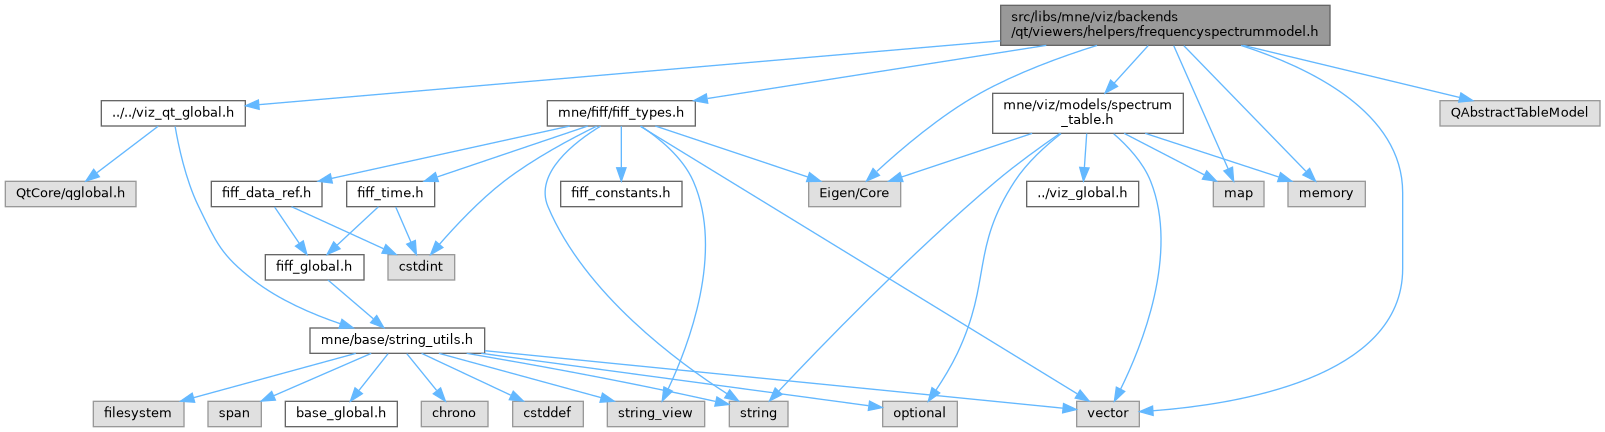 src/libs/mne/viz/backends
/qt/viewers/helpers/frequencyspectrummodel.h
../../viz_qt_global.h
mne/fiff/fiff_types.h
mne/viz/models/spectrum
_table.h
QAbstractTableModel
QtCore/qglobal.h
fiff_data_ref.h
fiff_time.h
fiff_constants.h
Eigen/Core
../viz_global.h
map
memory
fiff_global.h
cstdint
mne/base/string_utils.h
filesystem
span
base_global.h
chrono
cstddef
string_view
string
optional
vector